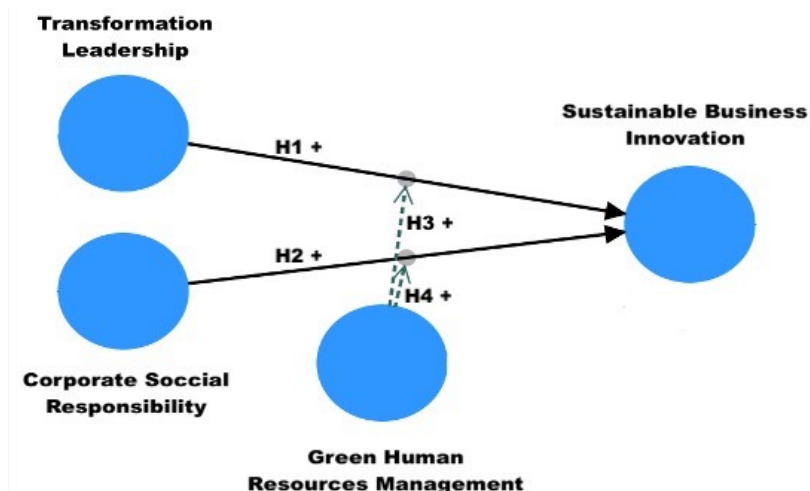 Transformation
Leadership
Sustainable Business
Innovation
H1 +
H3 +
H2 +
H4 +
Corporate Soccial
Responsibility
Green Human
Resources Management